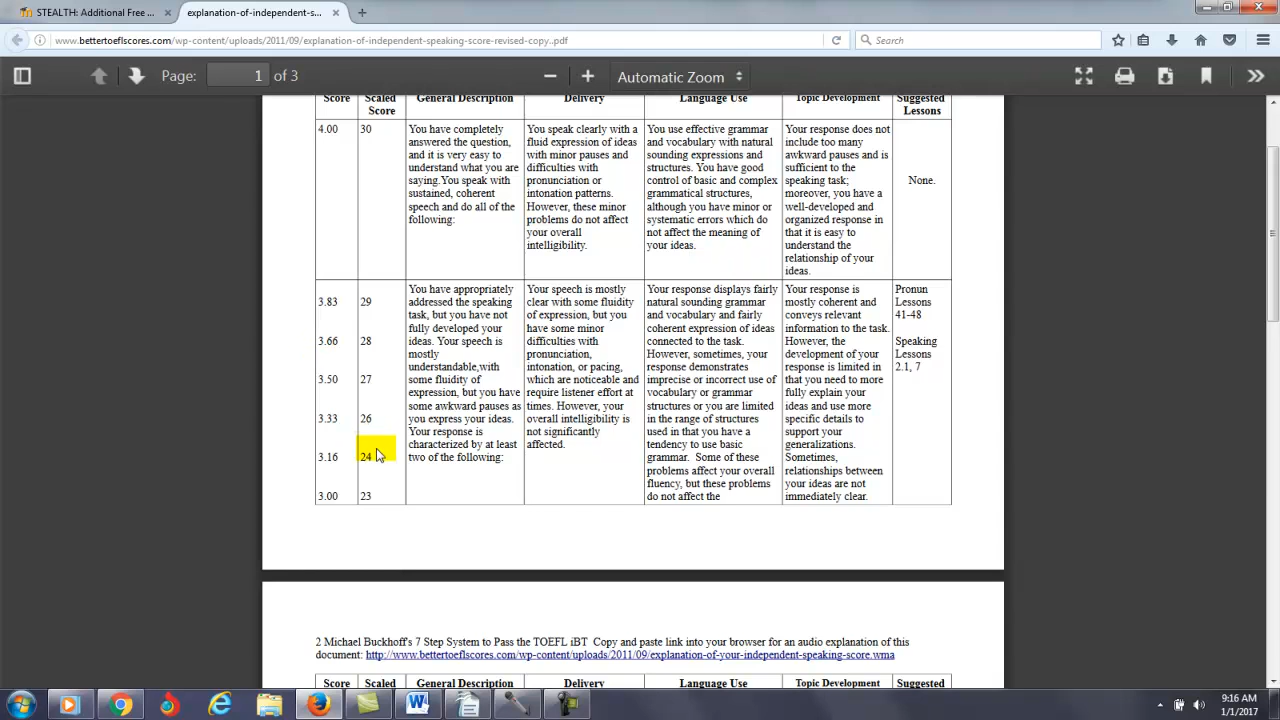 STEALTH: Additional Free ...
explanation-of-independent-s...
www.bettertoeflscores.com/wp-content/uploads/2011/09/explanation-of-independent-speaking-score-revised-copy..pdf
Search
Page: 1 of 3
Automatic Zoom
Score
Scaled
Score
General Description
Delivery
Language Use
Topic Development
Suggested
Lessons
4.00
30
You have completely
answered the question,
and it is very easy to
understand what you are
saying.You speak with
sustained, coherent
speech and do all of the
following:
You speak clearly with a
fluid expression of ideas
with minor pauses and
difficulties with
pronunciation or
intonation patterns.
However, these minor
problems do not affect
your overall
intelligibility.
You use effective grammar
and vocabulary with natural
sounding expressions and
structures. You have good
control of basic and complex
grammatical structures,
although you have minor or
systematic errors which do
not affect the meaning of
your ideas.
Your response does not
include too many
awkward pauses and is
sufficient to the
speaking task;
moreover, you have a
well-developed and
organized response in
that it is easy to
understand the
relationship of your
ideas.
None.
3.83 29
3.66 28
3.50 27
3.33 26
3.16 24
3.00 23
You have appropriately
addressed the speaking
task, but you have not
fully developed your
ideas. Your speech is
mostly
understandable,with
some fluidity of
expression, but you have
some awkward pauses as
you express your ideas.
Your response is
characterized by at least
two of the following:
Your speech is mostly
clear with some fluidity
of expression, but you
have some minor
difficulties with
pronunciation,
intonation, or pacing,
which are noticeable and
require listener effort at
times. However, your
overall intelligibility is
not significantly
affected.
Your response displays fairly
natural sounding grammar
and vocabulary and fairly
coherent expression of ideas
connected to the task.
However, sometimes, your
response demonstrates
imprecise or incorrect use of
vocabulary or grammar
structures or you are limited
in the range of structures
used in that you have a
tendency to use basic
grammar. Some of these
problems affect your overall
fluency, but these problems
do not affect the
Your response is
mostly coherent and
conveys relevant
information to the task.
However, the
development of your
response is limited in
that you need to more
fully explain your
ideas and use more
specific details to
support your
generalizations.
Sometimes,
relationships between
your ideas are not
immediately clear.
Pronun
Lessons
41-48
Speaking
Lessons
2.1, 7
2 Michael Buckhoff's 7 Step System to Pass the TOEFL iBT Copy and paste link into your browser for an audio explanation of this
document: http://www.bettertoeflscores.com/wp-content/uploads/2011/09/explanation-of-your-independent-speaking-score.wma
Score
Scaled
General Description
Delivery
Language Use
Topic Development
Suggested
9:16 AM
1/1/2017